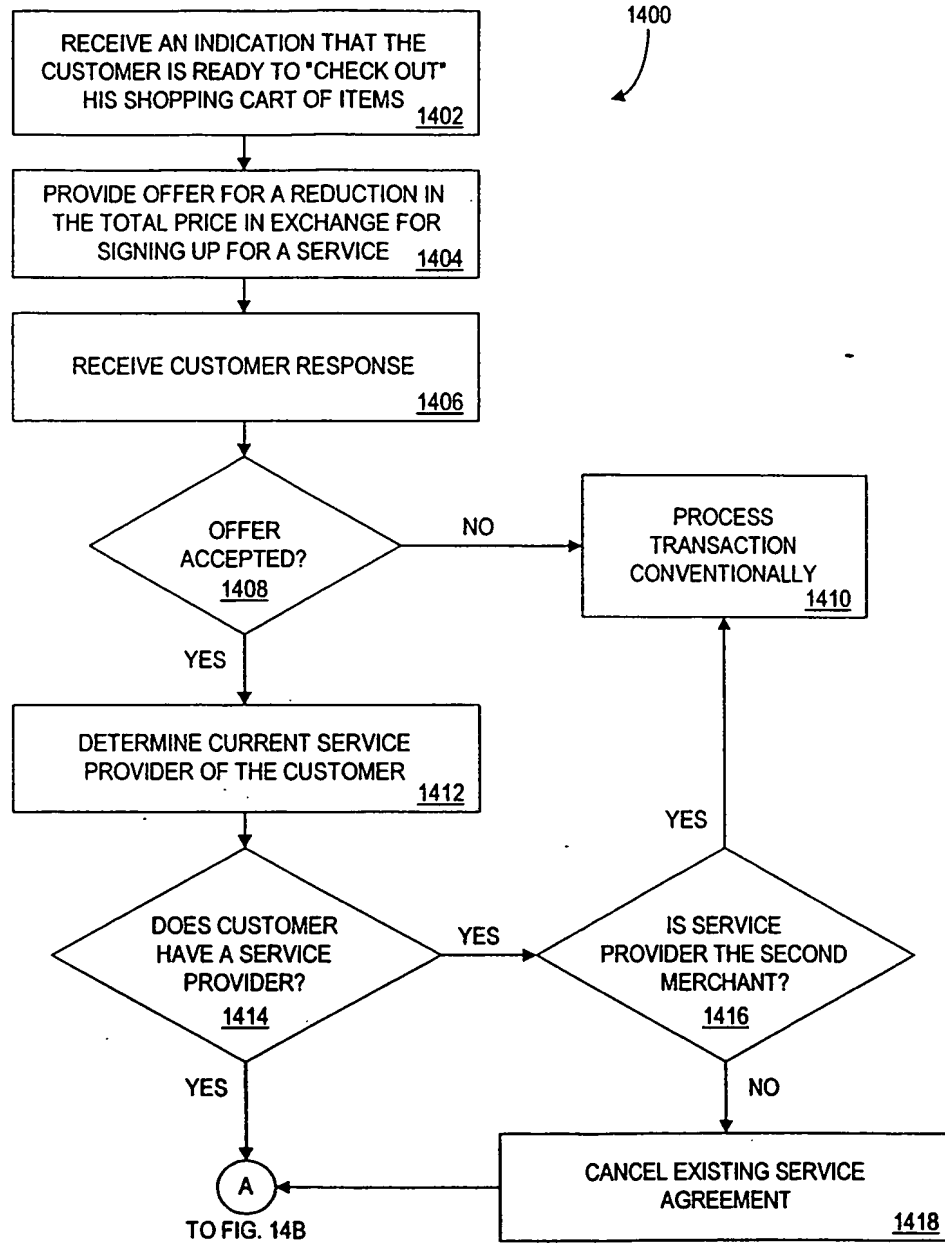 1400
RECEIVE AN INDICATION THAT THE
CUSTOMER IS READY TO "CHECK OUT"
HIS SHOPPING CART OF ITEMS
1402
PROVIDE OFFER FOR A REDUCTION IN
THE TOTAL PRICE IN EXCHANGE FOR
SIGNING UP FOR A SERVICE
1404
RECEIVE CUSTOMER RESPONSE
1406
OFFER
ACCEPTED?
1408
NO
PROCESS
TRANSACTION
CONVENTIONALLY
1410
YES
DETERMINE CURRENT SERVICE
PROVIDER OF THE CUSTOMER
1412
YES
DOES CUSTOMER
HAVE A SERVICE
PROVIDER?
1414
YES
IS SERVICE
PROVIDER THE SECOND
MERCHANT?
1416
YES
NO
A
TO FIG. 14B
CANCEL EXISTING SERVICE
AGREEMENT
1418